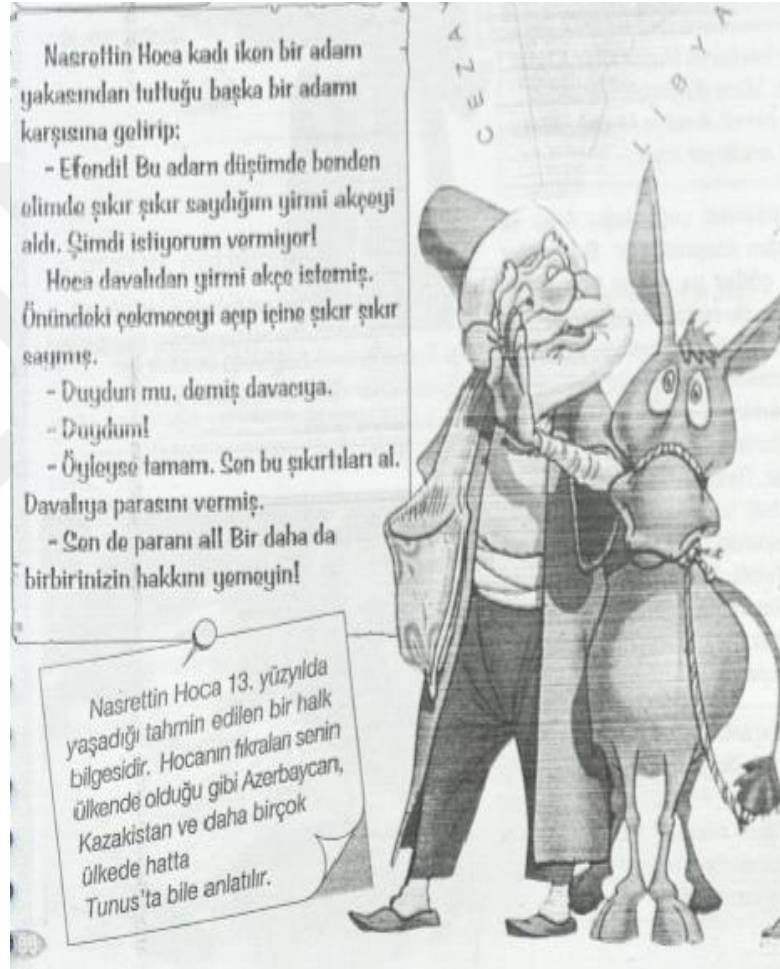 CEZA
LİBYA
Nasrettin Hoca kadı iken bir adam
yakasından tuttuğu başka bir adamı
karşısına getirip:
- Efendi! Bu adam düşümde benden
elimde şıkır şıkır saydığım yirmi akçeyi
aldı. Şimdi istiyorum vermiyor!
Hoca davalıdan yirmi akçe istemiş.
Önündeki çekmeceyi açıp içine şıkır şıkır
saymış.
- Duydun mu, demiş davacıya.
- Duydum!
- Öyleyse tamam. Sen bu şıkırtıları al.
Davalıya parasını vermiş.
- Sen de paranı al! Bir daha da
birbirinizin hakkını yemeyin!
Nasrettin Hoca 13. yüzyılda
yaşadığı tahmin edilen bir halk
bilgesidir. Hocanın fıkraları senin
ülkende olduğu gibi Azerbaycan,
Kazakistan ve daha birçok
ülkede hatta
Tunus'ta bile anlatılır.